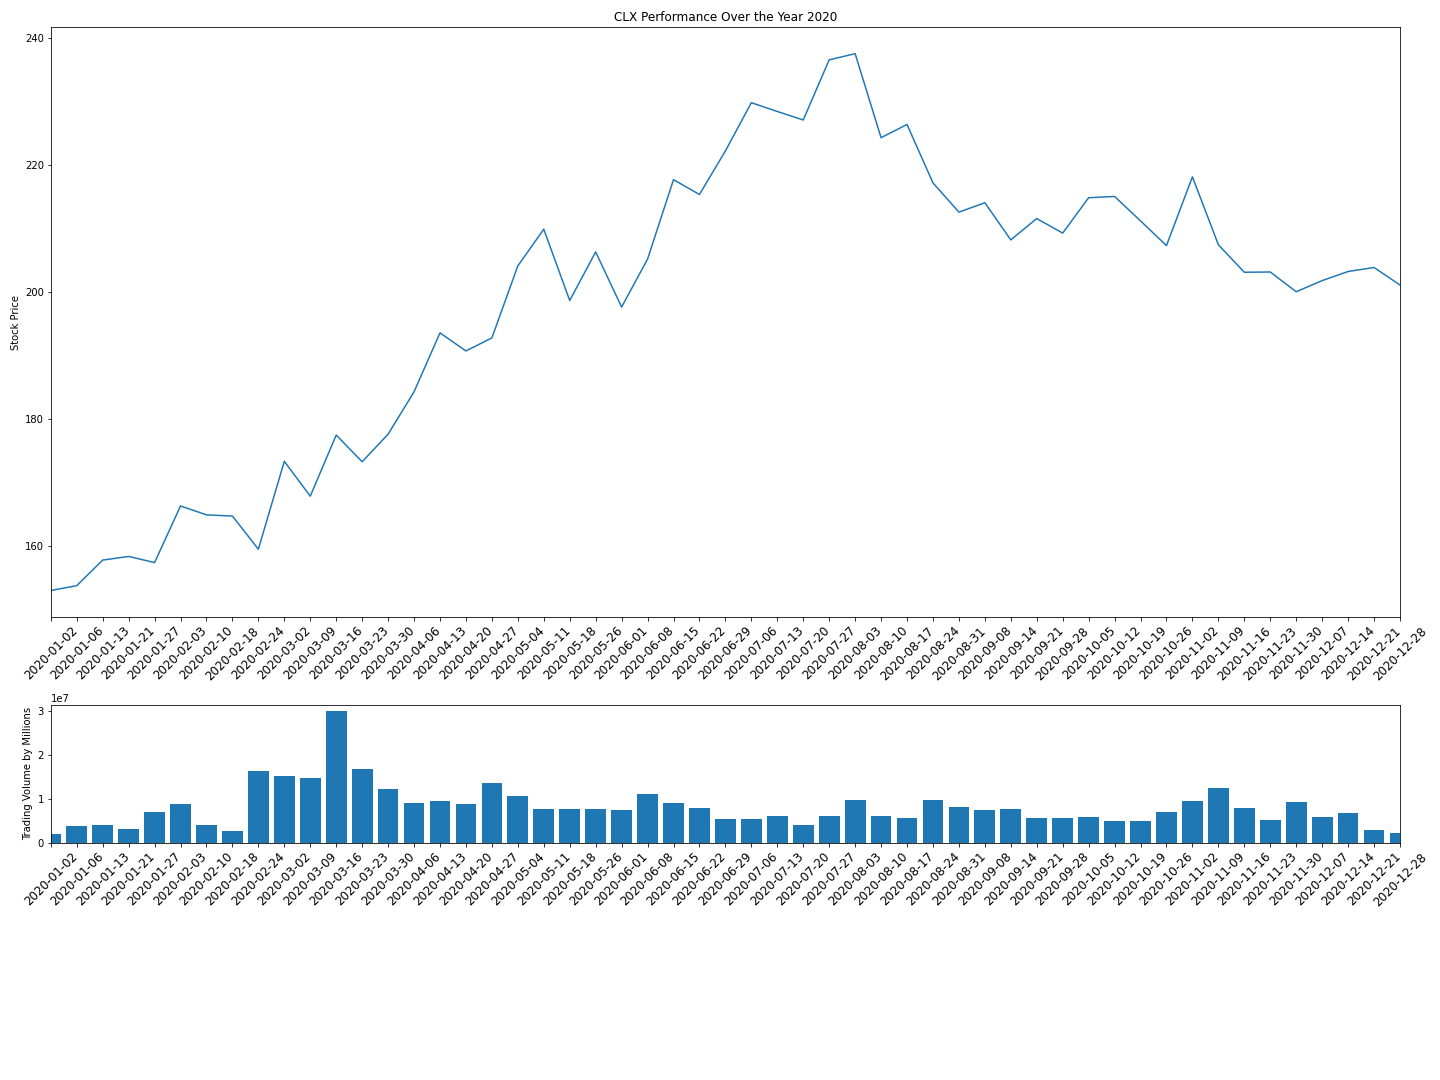 CLX Performance Over the Year 2020
Stock Price
240
220
200
180
160
2020-01-02 2020-01-06 2020-01-13 2020-01-21 2020-01-27 2020-02-03 2020-02-10 2020-02-18 2020-02-24 2020-03-02 2020-03-09 2020-03-16 2020-03-23 2020-03-30 2020-04-06 2020-04-13 2020-04-20 2020-04-27 2020-05-04 2020-05-11 2020-05-18 2020-05-26 2020-06-01 2020-06-08 2020-06-15 2020-06-22 2020-06-29 2020-07-06 2020-07-13 2020-07-20 2020-07-27 2020-08-03 2020-08-10 2020-08-17 2020-08-24 2020-08-31 2020-09-08 2020-09-14 2020-09-21 2020-09-28 2020-10-05 2020-10-12 2020-10-19 2020-10-26 2020-11-02 2020-11-09 2020-11-16 2020-11-23 2020-11-30 2020-12-07 2020-12-14 2020-12-21 2020-12-28
1e7
Trading Volume by Millions
3
2
1
0
2020-01-02 2020-01-06 2020-01-13 2020-01-21 2020-01-27 2020-02-03 2020-02-10 2020-02-18 2020-02-24 2020-03-02 2020-03-09 2020-03-16 2020-03-23 2020-03-30 2020-04-06 2020-04-13 2020-04-20 2020-04-27 2020-05-04 2020-05-11 2020-05-18 2020-05-26 2020-06-01 2020-06-08 2020-06-15 2020-06-22 2020-06-29 2020-07-06 2020-07-13 2020-07-20 2020-07-27 2020-08-03 2020-08-10 2020-08-17 2020-08-24 2020-08-31 2020-09-08 2020-09-14 2020-09-21 2020-09-28 2020-10-05 2020-10-12 2020-10-19 2020-10-26 2020-11-02 2020-11-09 2020-11-16 2020-11-23 2020-11-30 2020-12-07 2020-12-14 2020-12-21 2020-12-28